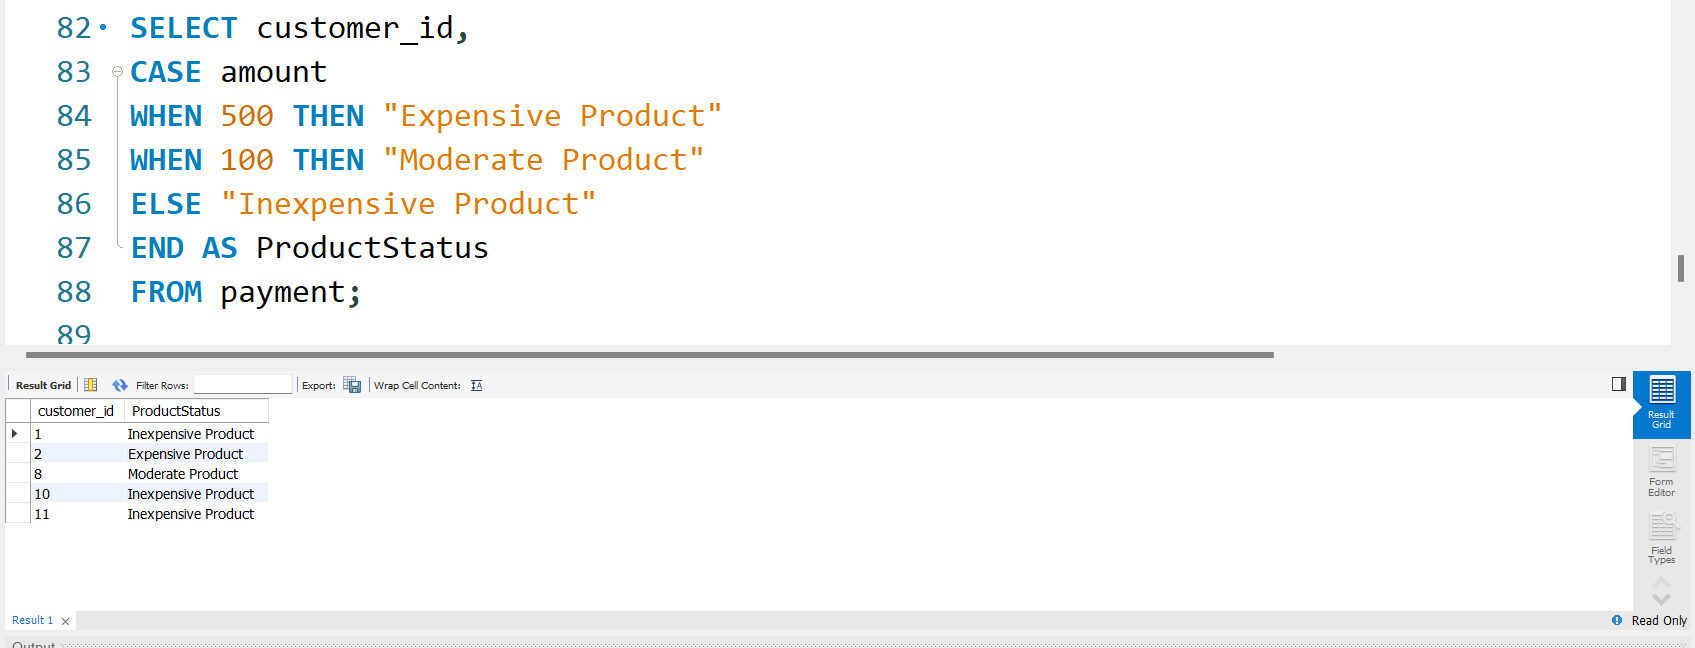 82 SELECT customer_id,
83 CASE amount
84 WHEN 500 THEN "Expensive Product"
85 WHEN 100 THEN "Moderate Product"
86 ELSE "Inexpensive Product"
87 END AS ProductStatus
88 FROM payment;
89
Result Grid Filter Rows: Export: Wrap Cell Content:
customer_id ProductStatus
1 Inexpensive Product
2 Expensive Product
8 Moderate Product
10 Inexpensive Product
11 Inexpensive Product
Result
Grid
Form
Editor
Field
Types
Result 1 Read Only
Output